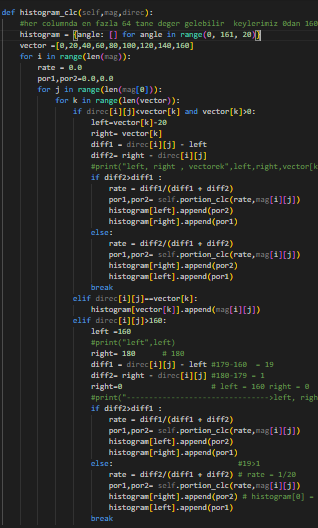 def histogram_clc(self,mag,direc):
#her columnda en fazla 64 tane deger gelebilir keylerimiz 0dan 160
histogram = {angle: [] for angle in range(0, 161, 20)}
vector =[0,20,40,60,80,100,120,140,160]
for i in range(len(mag)):
rate = 0.0
por1,por2=0.0,0.0
for j in range(len(mag[0])):
for k in range(len(vector)):
if direc[i][j]<vector[k] and vector[k]>0:
left=vector[k]-20
right= vector[k]
diff1 = direc[i][j] - left
diff2= right - direc[i][j]
#print("left, right , vectorek",left,right,vector[k
if diff2>diff1 :
rate = diff1/(diff1 + diff2)
por1,por2= self.portion_clc(rate,mag[i][j])
histogram[left].append(por2)
histogram[right].append(por1)
else:
rate = diff2/(diff1 + diff2)
por1,por2= self.portion_clc(rate,mag[i][j])
histogram[right].append(por2)
histogram[left].append(por1)
break
elif direc[i][j]==vector[k]:
histogram[vector[k]].append(mag[i][j])
elif direc[i][j]>160:
left =160
#print("left",left)
right= 180 # 180
diff1 = direc[i][j] - left #179-160 = 19
diff2= right - direc[i][j] #180-179 = 1
right=0 # left = 160 right = 0
#print("-------------------------------->left, righ
if diff2>diff1 :
rate = diff1/(diff1 + diff2)
por1,por2= self.portion_clc(rate,mag[i][j])
histogram[left].append(por2)
histogram[right].append(por1)
else: #19>1
rate = diff2/(diff1 + diff2) # rate = 1/20
por1,por2= self.portion_clc(rate,mag[i][j])
histogram[right].append(por2) # histogram[0] =
histogram[left].append(por1)
break